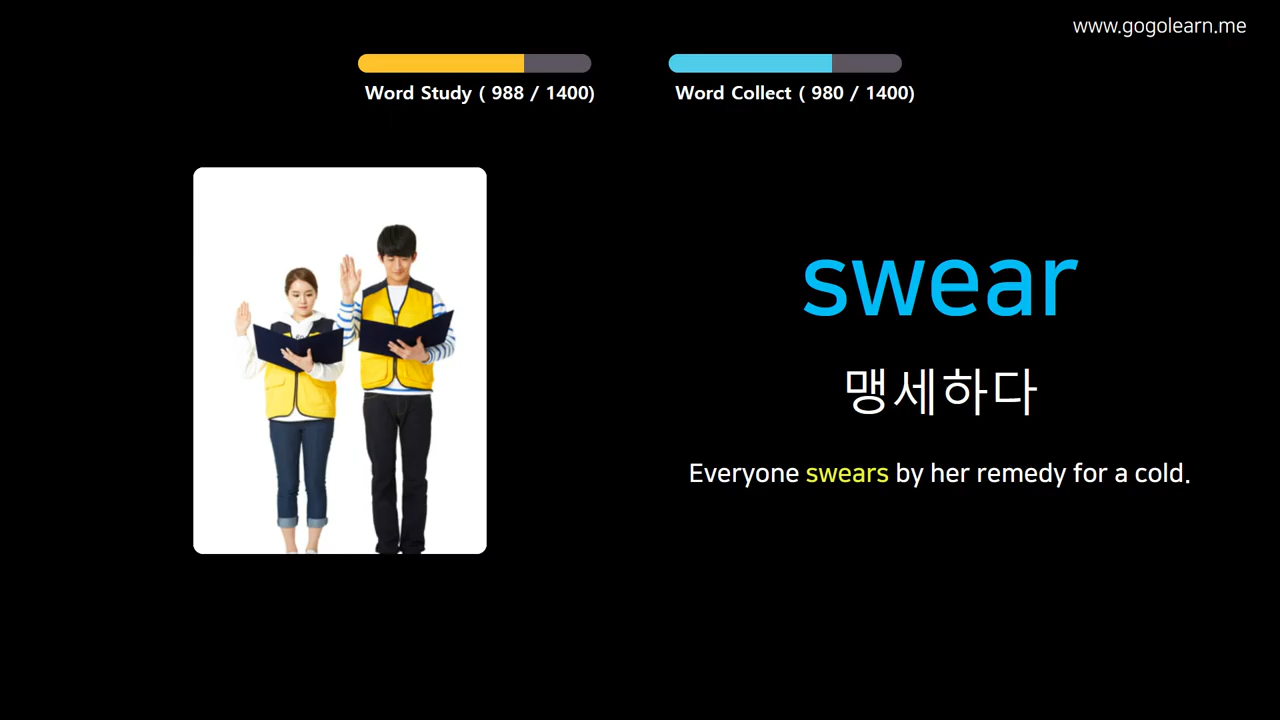 www.gogolearn.me
Word Study ( 988 / 1400)
Word Collect ( 980 / 1400)
swear
맹세하다
Everyone swears by her remedy for a cold.